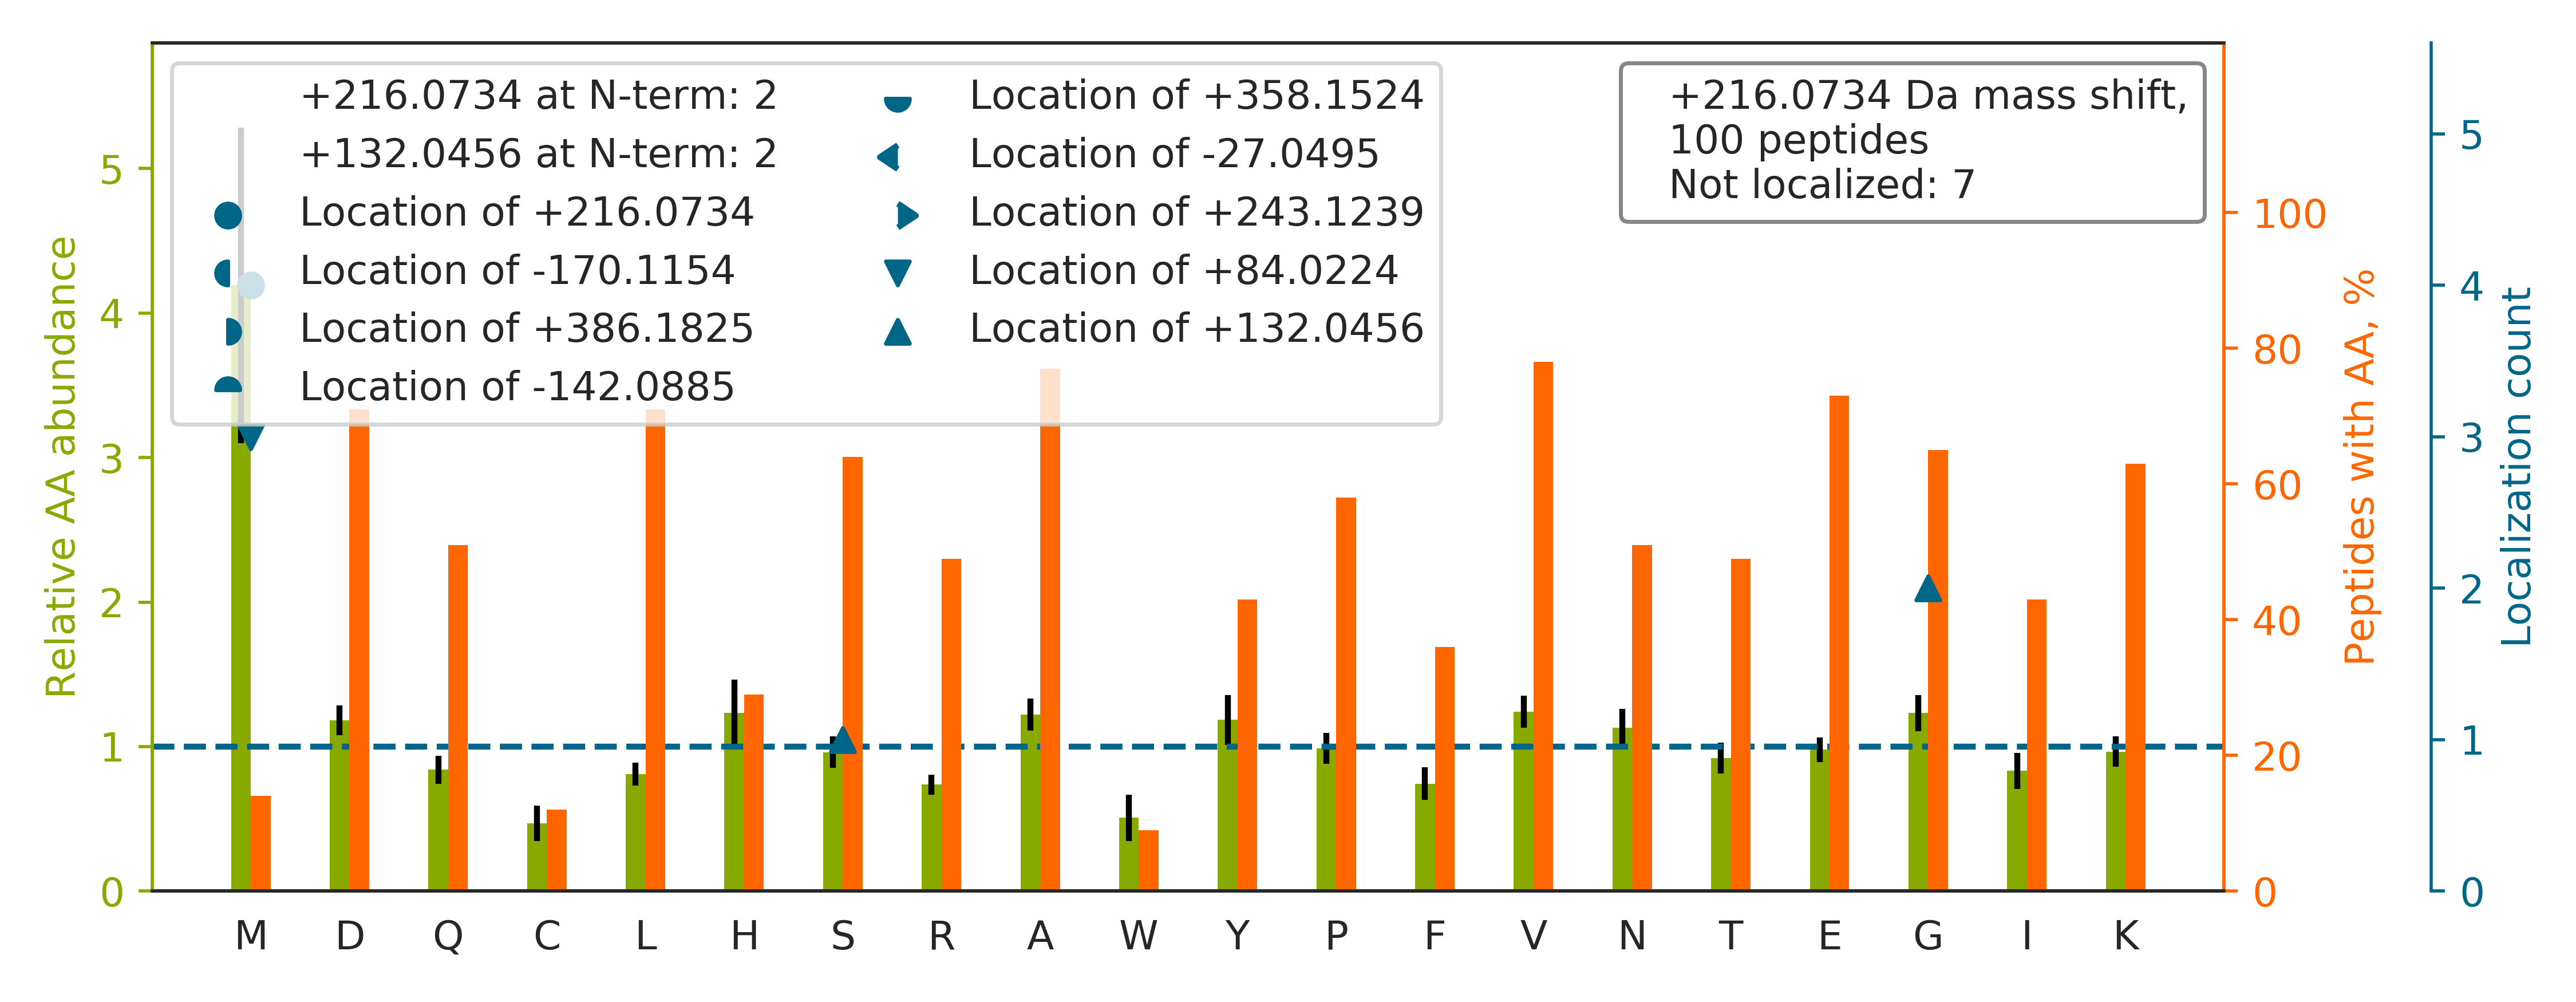 +216.0734 at N-term: 2
+132.0456 at N-term: 2
Location of +216.0734
Location of -170.1154
Location of +386.1825
Location of -142.0885
Location of +358.1524
Location of -27.0495
Location of +243.1239
Location of +84.0224
Location of +132.0456
+216.0734 Da mass shift,
100 peptides
Not localized: 7
Relative AA abundance
5
4
3
2
1
0
Peptides with AA, %
100
80
60
40
20
0
Localization count
5
4
3
2
1
0
M D Q C L H S R A W Y P F V N T E G I K